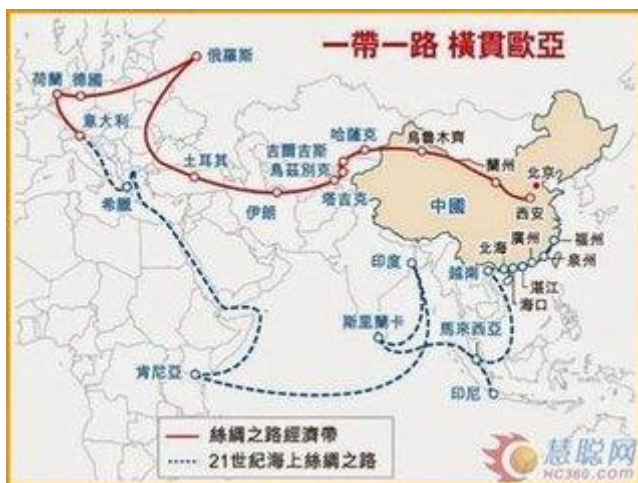 一帶一路 橫貫歐亞
俄羅斯
荷蘭
德國
意大利
哈薩克
吉爾吉斯
烏茲別克
塔吉克
烏魯木齊
蘭州
北京
西安
土耳其
伊朗
希臘
中國
北海
廣州
福州
泉州
湛江
海口
越南
印度
斯里蘭卡
馬來西亞
肯尼亞
印尼
絲綢之路經濟帶
21世紀海上絲綢之路
慧聪网
HC360.com